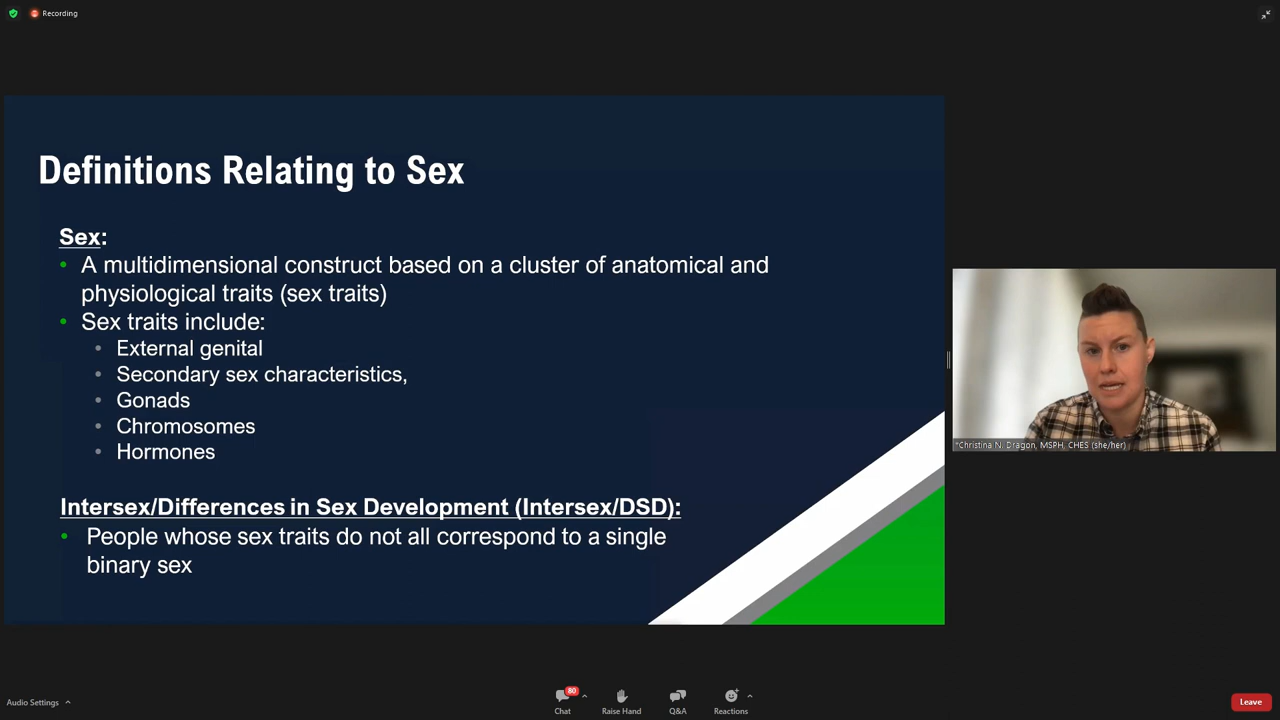 Recording
Definitions Relating to Sex
Sex:
• A multidimensional construct based on a cluster of anatomical and
physiological traits (sex traits)
• Sex traits include:
• External genital
• Secondary sex characteristics,
• Gonads
• Chromosomes
• Hormones
Intersex/Differences in Sex Development (Intersex/DSD):
• People whose sex traits do not all correspond to a single
binary sex
*Christina N. Dragon, MSPH, CHES (she/her)
Audio Settings
80
Chat
Raise Hand
Q&A
Reactions
Leave